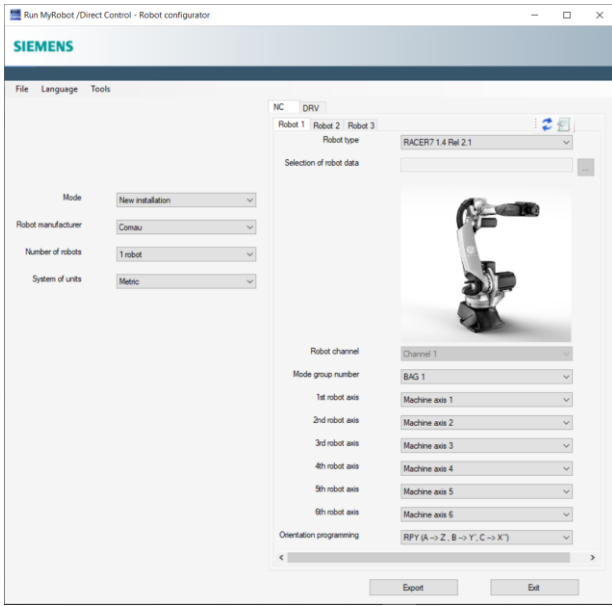 Run MyRobot /Direct Control - Robot configurator
SIEMENS
File Language Tools
NC DRV
Robot 1 Robot 2 Robot 3
Robot type RACER7 1.4 Rel 2.1
Selection of robot data ...
Mode New installation
Robot manufacturer Comau
Number of robots 1 robot
System of units Metric
Robot channel Channel 1
Mode group number BAG 1
1st robot axis Machine axis 1
2nd robot axis Machine axis 2
3rd robot axis Machine axis 3
4th robot axis Machine axis 4
5th robot axis Machine axis 5
6th robot axis Machine axis 6
Orientation programming RPY (A -> Z , B -> Y', C -> X'')
Export Exit